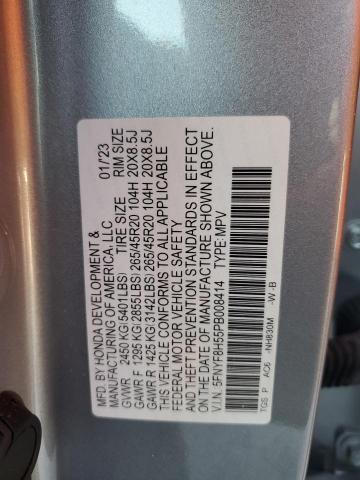 MFD. BY HONDA DEVELOPMENT & 01/'23
MANUFACTURING OF AMERICA, LLC
TIRE SIZE RIM SIZE
GVWR 2450 KG(5401LBS)
GAWR F 1295 KG(2855LBS) 265/45R20 104H 20X8.5J
GAWR R 1425 KG(3142LBS) 265/45R20 104H 20X8.5J
THIS VEHICLE CONFORMS TO ALL APPLICABLE
FEDERAL MOTOR VEHICLE SAFETY
AND THEFT PREVENTION STANDARDS IN EFFECT
ON THE DATE OF MANUFACTURE SHOWN ABOVE.
V.I.N. 5FNYF8H55PB008414 TYPE:MPV
TGS P AC6 -NH830M -W -B